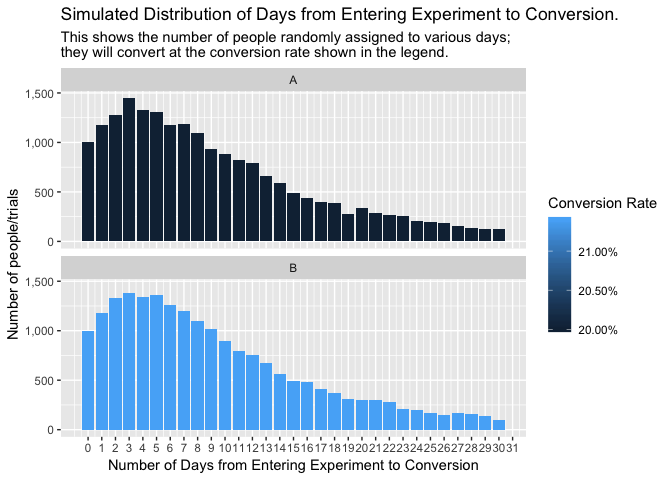 Simulated Distribution of Days from Entering Experiment to Conversion.
This shows the number of people randomly assigned to various days;
they will convert at the conversion rate shown in the legend.
A
1,500
1,000
500
0
B
1,500
1,000
500
0
0 1 2 3 4 5 6 7 8 9 10 11 12 13 14 15 16 17 18 19 20 21 22 23 24 25 26 27 28 29 30 31
Number of Days from Entering Experiment to Conversion
Number of people/trials
Conversion Rate
21.00%
20.50%
20.00%